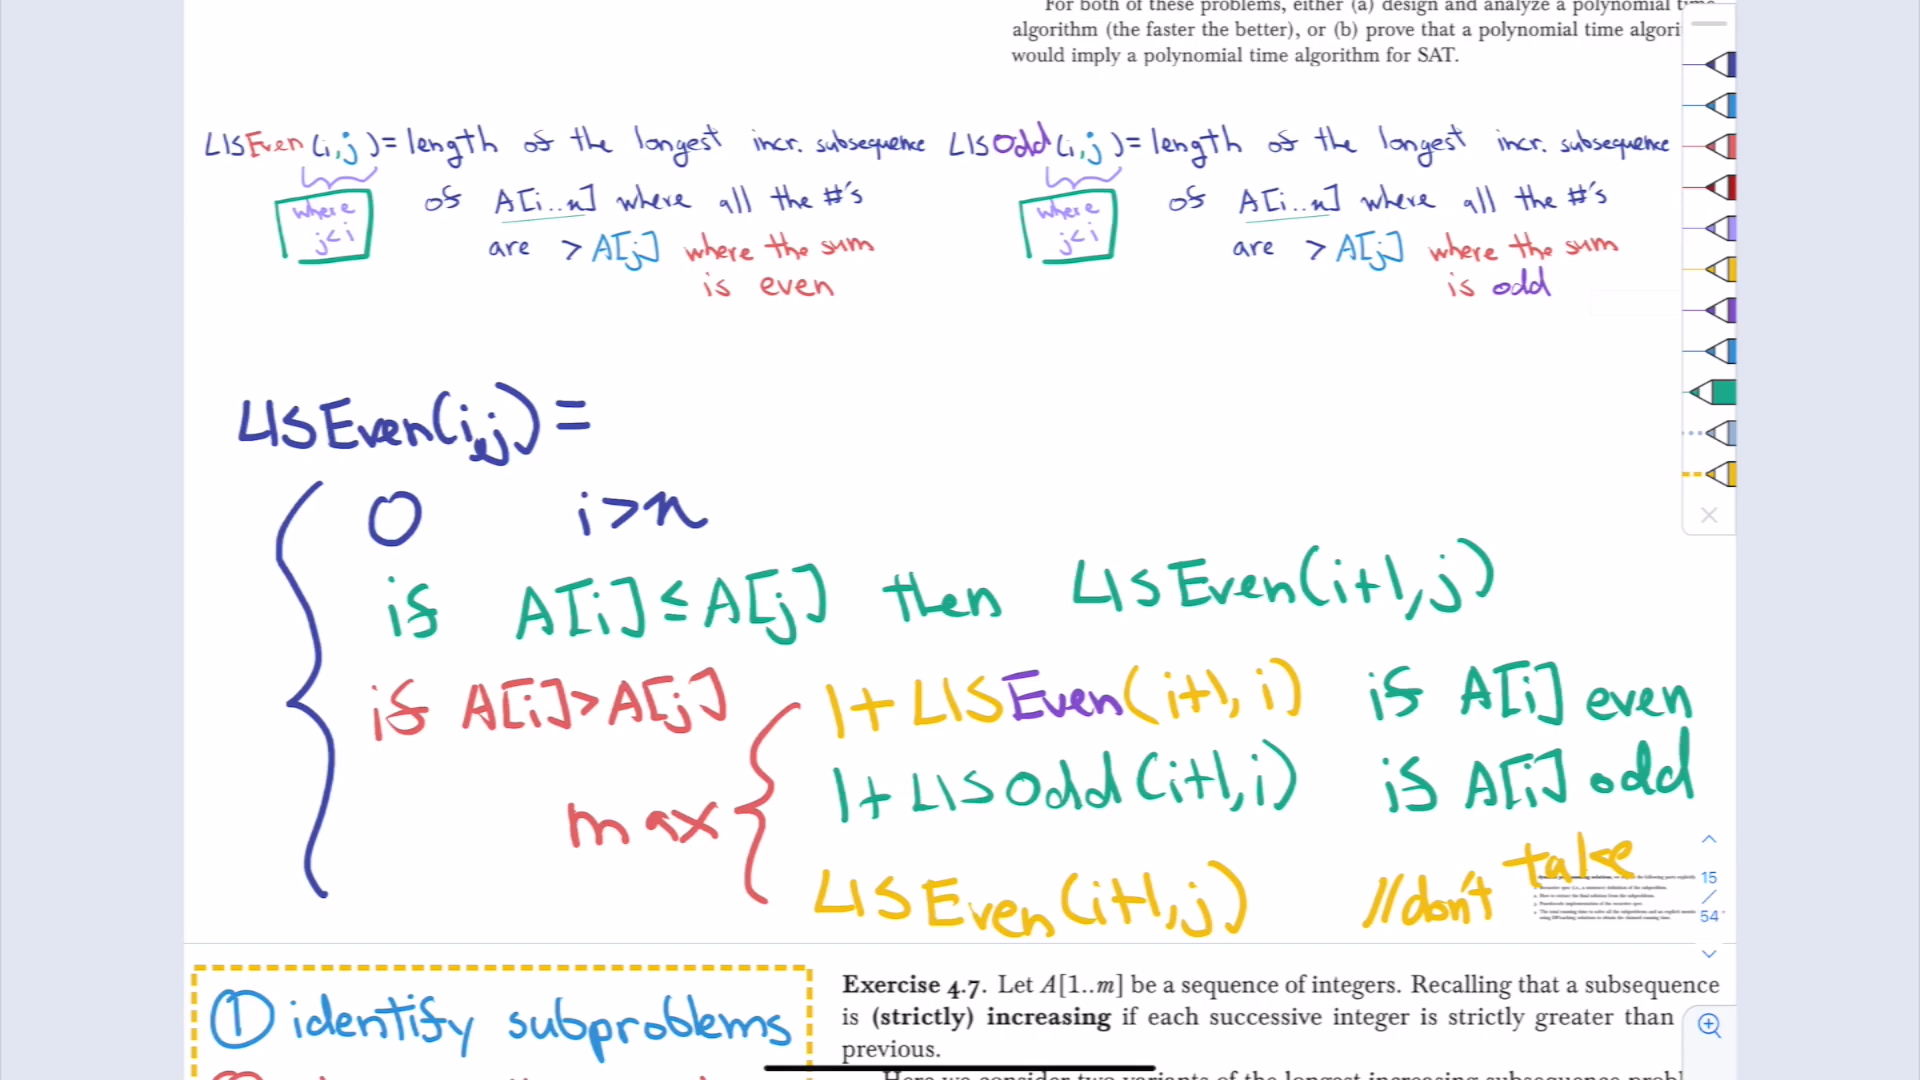 For both of these problems, either (a) design and analyze a polynomial time
algorithm (the faster the better), or (b) prove that a polynomial time algori
would imply a polynomial time algorithm for SAT.
LISEven(i,j) = length of the longest incr. subsequence
where j<i
of A[i..n] where all the #'s
are > A[j] where the sum
is even
LISOdd(i,j) = length of the longest incr. subsequence
where j<i
of A[i..n] where all the #'s
are > A[j] where the sum
is odd
LISEven(i,j) =
0 i>n
if A[i]≤A[j] then LISEven(i+1,j)
if A[i]>A[j]
max
1+LISEven(i+1,i) if A[i] even
1+LISOdd(i+1,i) if A[i] odd
LISEven(i+1,j) //don't take
15
/
54
① identify subproblems
Exercise 4.7. Let A[1..m] be a sequence of integers. Recalling that a subsequence
is (strictly) increasing if each successive integer is strictly greater than
previous.